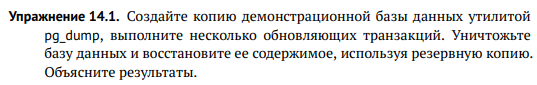 Упражнение 14.1. Создайте копию демонстрационной базы данных утилитой
pg_dump, выполните несколько обновляющих транзакций. Уничтожьте
базу данных и восстановите ее содержимое, используя резервную копию.
Объясните результаты.